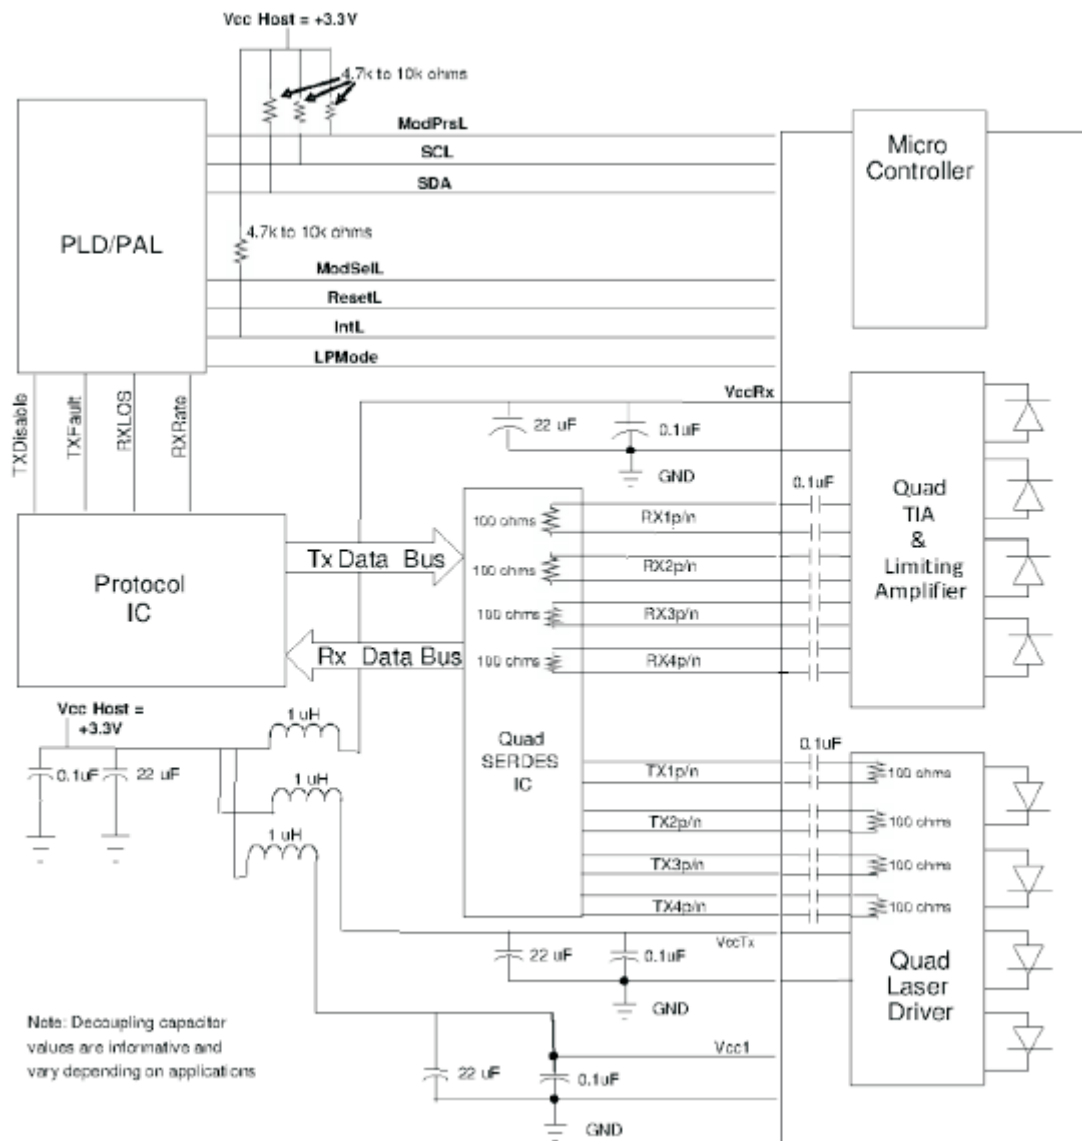 Vcc Host = +3.3V
4.7k to 10k ohms
ModPrsL
SCL
SDA
PLD/PAL
4.7k to 10k ohms
ModSelL
ResetL
IntL
LPMode
Micro
Controller
TXDisable
TXFault
RXLOS
RXRate
VccRx
22 uF
0.1uF
GND
0.1uF
Quad
TIA
&
Limiting
Amplifier
100 ohms
RX1p/n
100 ohms
RX2p/n
100 ohms
RX3p/n
100 ohms
RX4p/n
Tx Data Bus
Protocol
IC
Rx Data Bus
Vcc Host =
+3.3V
0.1uF
22 uF
1 uH
1 uH
1 uH
Quad
SERDES
IC
0.1uF
TX1p/n
100 ohms
TX2p/n
100 ohms
TX3p/n
100 ohms
TX4p/n
100 ohms
VccTx
22 uF
0.1uF
GND
Quad
Laser
Driver
Note: Decoupling capacitor
values are informative and
vary depending on applications
Vcc1
22 uF
0.1uF
GND